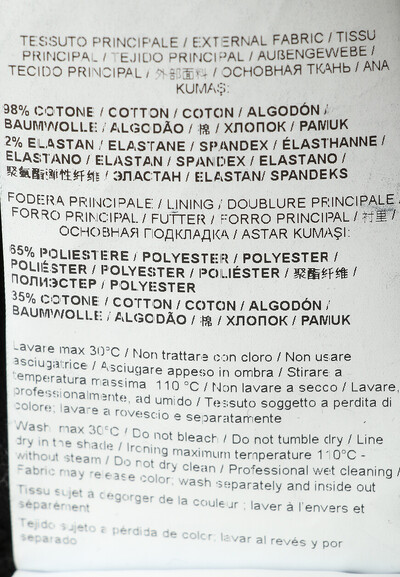 TESSUTO PRINCIPALE / EXTERNAL FABRIC / TISSU
PRINCIPAL / TEJIDO PRINCIPAL / AUßENGEWEBE /
TECIDO PRINCIPAL / 外部面料 / ОСНОВНАЯ ТКАНЬ / ANA
KUMAŞ:
98% COTONE / COTTON / COTON / ALGODÓN /
BAUMWOLLE / ALGODÃO / 棉 / ХЛОПОК / PAMUK
2% ELASTAN / ELASTANE / SPANDEX / ÉLASTHANNE /
ELASTANO / ELASTAN / SPANDEX / ELASTANO /
聚氨酯弹性纤维 / ЭЛАСТАН / ELASTAN/ SPANDEKS
FODERA PRINCIPALE / LINING / DOUBLURE PRINCIPALE /
FORRO PRINCIPAL / FUTTER / FORRO PRINCIPAL / 衬里 /
ОСНОВНАЯ ПОДКЛАДКА / ASTAR KUMAŞI:
65% POLIESTERE / POLYESTER / POLYESTER /
POLIÉSTER / POLYESTER / POLIÉSTER / 聚酯纤维 /
ПОЛИЭСТЕР / POLYESTER
35% COTONE / COTTON / COTON / ALGODÓN /
BAUMWOLLE / ALGODÃO / 棉 / ХЛОПОК / PAMUK
Lavare max 30°C / Non trattare con cloro / Non usare
asciugatrice / Asciugare appeso in ombra / Stirare a
temperatura massima 110 °C / Non lavare a secco / Lavare,
professionalmente, ad umido / Tessuto soggetto a perdita di
colore; lavare a rovescio e separatamente
Wash max 30°C / Do not bleach / Do not tumble dry / Line
dry in the shade / Ironing maximum temperature 110°C -
without steam / Do not dry clean / Professional wet cleaning /
Fabric may release color; wash separately and inside out
Tissu sujet à dégorger de la couleur ; laver à l'envers et
séparément
Tejido sujeto a pérdida de color; lavar al revés y por
separado